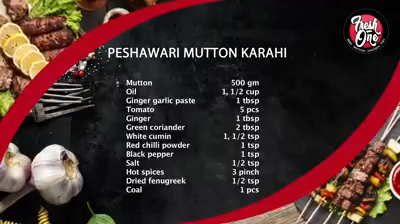 Fresh
One
PESHAWARI MUTTON KARAHI
Mutton 500 gm
Oil 1, 1/2 cup
Ginger garlic paste 1 tbsp
Tomato 5 pcs
Ginger 1 tbsp
Green coriander 2 tbsp
White cumin 1, 1/2 tsp
Red chilli powder 1 tsp
Black pepper 1 tsp
Salt 1/2 tsp
Hot spices 3 pinch
Dried fenugreek 1/2 tsp
Coal 1 pcs